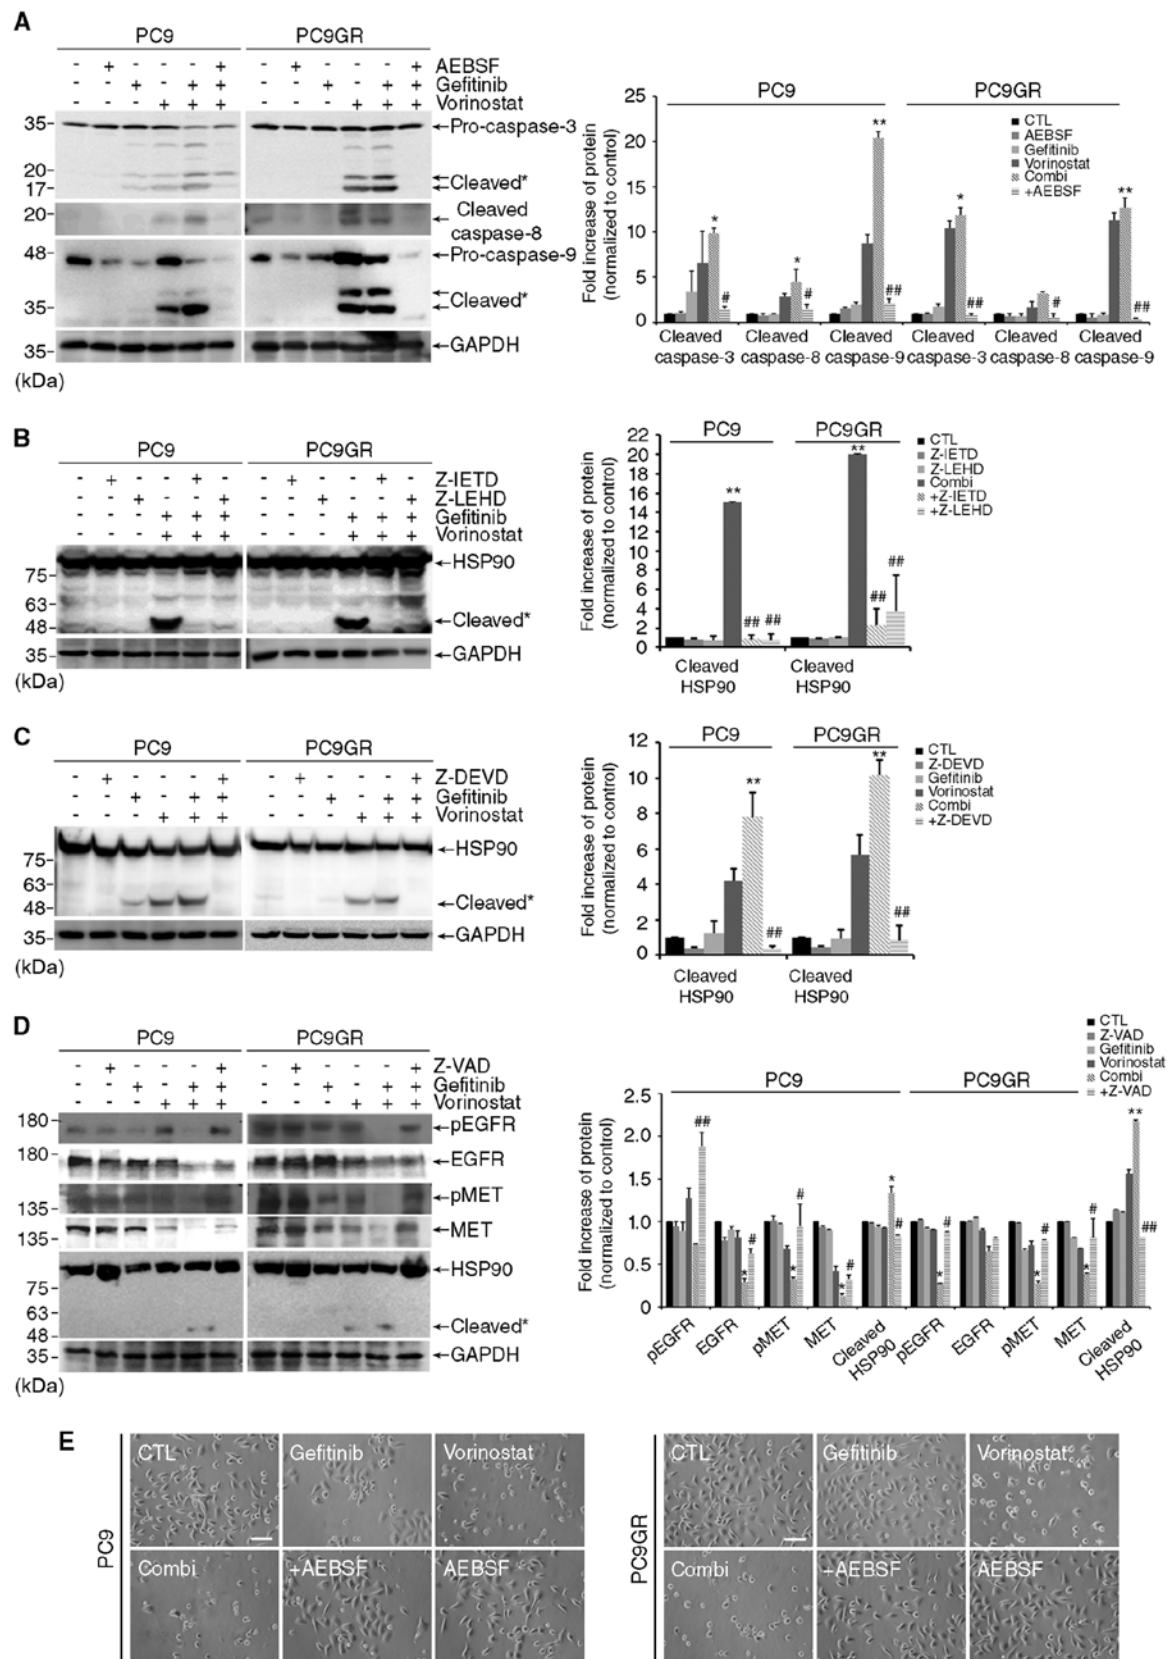 A
PC9 PC9GR
- + - - - + - + - - - + AEBSF
- - + - + + - - + - + + Gefitinib
- - - + + + - - - + + + Vorinostat
35- ←Pro-caspase-3
20-
17- Cleaved*
20- Cleaved
caspase-8
48- ←Pro-caspase-9
35- Cleaved*
35- ←GAPDH
(kDa)
Fold increase of protein
(normalized to control)
25
20
15
10
5
0
PC9 PC9GR
CTL
AEBSF
Gefitinib
Vorinostat
Combi
+AEBSF
* # * # ** ## * ## # ** ##
Cleaved Cleaved Cleaved Cleaved Cleaved Cleaved
caspase-3 caspase-8 caspase-9 caspase-3 caspase-8 caspase-9
B
PC9 PC9GR
- + - - + - - + - - + - Z-IETD
- - + - - + - - + - - + Z-LEHD
- - - + + + - - - + + + Gefitinib
- - - + + + - - - + + + Vorinostat
←HSP90
75-
63-
48- ←Cleaved*
35- ←GAPDH
(kDa)
Fold increase of protein
(normalized to control)
22
20
18
16
14
12
10
8
6
4
2
0
PC9 PC9GR
CTL
Z-IETD
Z-LEHD
Combi
+Z-IETD
+Z-LEHD
** ## ## ** ## ##
Cleaved Cleaved
HSP90 HSP90
C
PC9 PC9GR
- + - - - + - + - - - + Z-DEVD
- - + - + + - - + - + + Gefitinib
- - - + + + - - - + + + Vorinostat
←HSP90
75-
63-
48- ←Cleaved*
35- ←GAPDH
(kDa)
Fold increase of protein
(normalized to control)
12
10
8
6
4
2
0
PC9 PC9GR
CTL
Z-DEVD
Gefitinib
Vorinostat
Combi
+Z-DEVD
** ## ** ##
Cleaved Cleaved
HSP90 HSP90
D
PC9 PC9GR
- + - - - + - + - - - + Z-VAD
- - + - + + - - + - + + Gefitinib
- - - + + + - - - + + + Vorinostat
180- ←pEGFR
180- ←EGFR
135- ←pMET
135- ←MET
←HSP90
75-
63-
48- ←Cleaved*
35- ←GAPDH
(kDa)
Fold increase of protein
(normalized to control)
2.5
2.0
1.5
1.0
0.5
0
PC9 PC9GR
CTL
Z-VAD
Gefitinib
Vorinostat
Combi
+Z-VAD
## * # * # * # * # * # * # * # ** ##
pEGFR EGFR pMET MET Cleaved HSP90 pEGFR EGFR pMET MET Cleaved HSP90
E
PC9
CTL Gefitinib Vorinostat
Combi +AEBSF AEBSF
PC9GR
CTL Gefitinib Vorinostat
Combi +AEBSF AEBSF